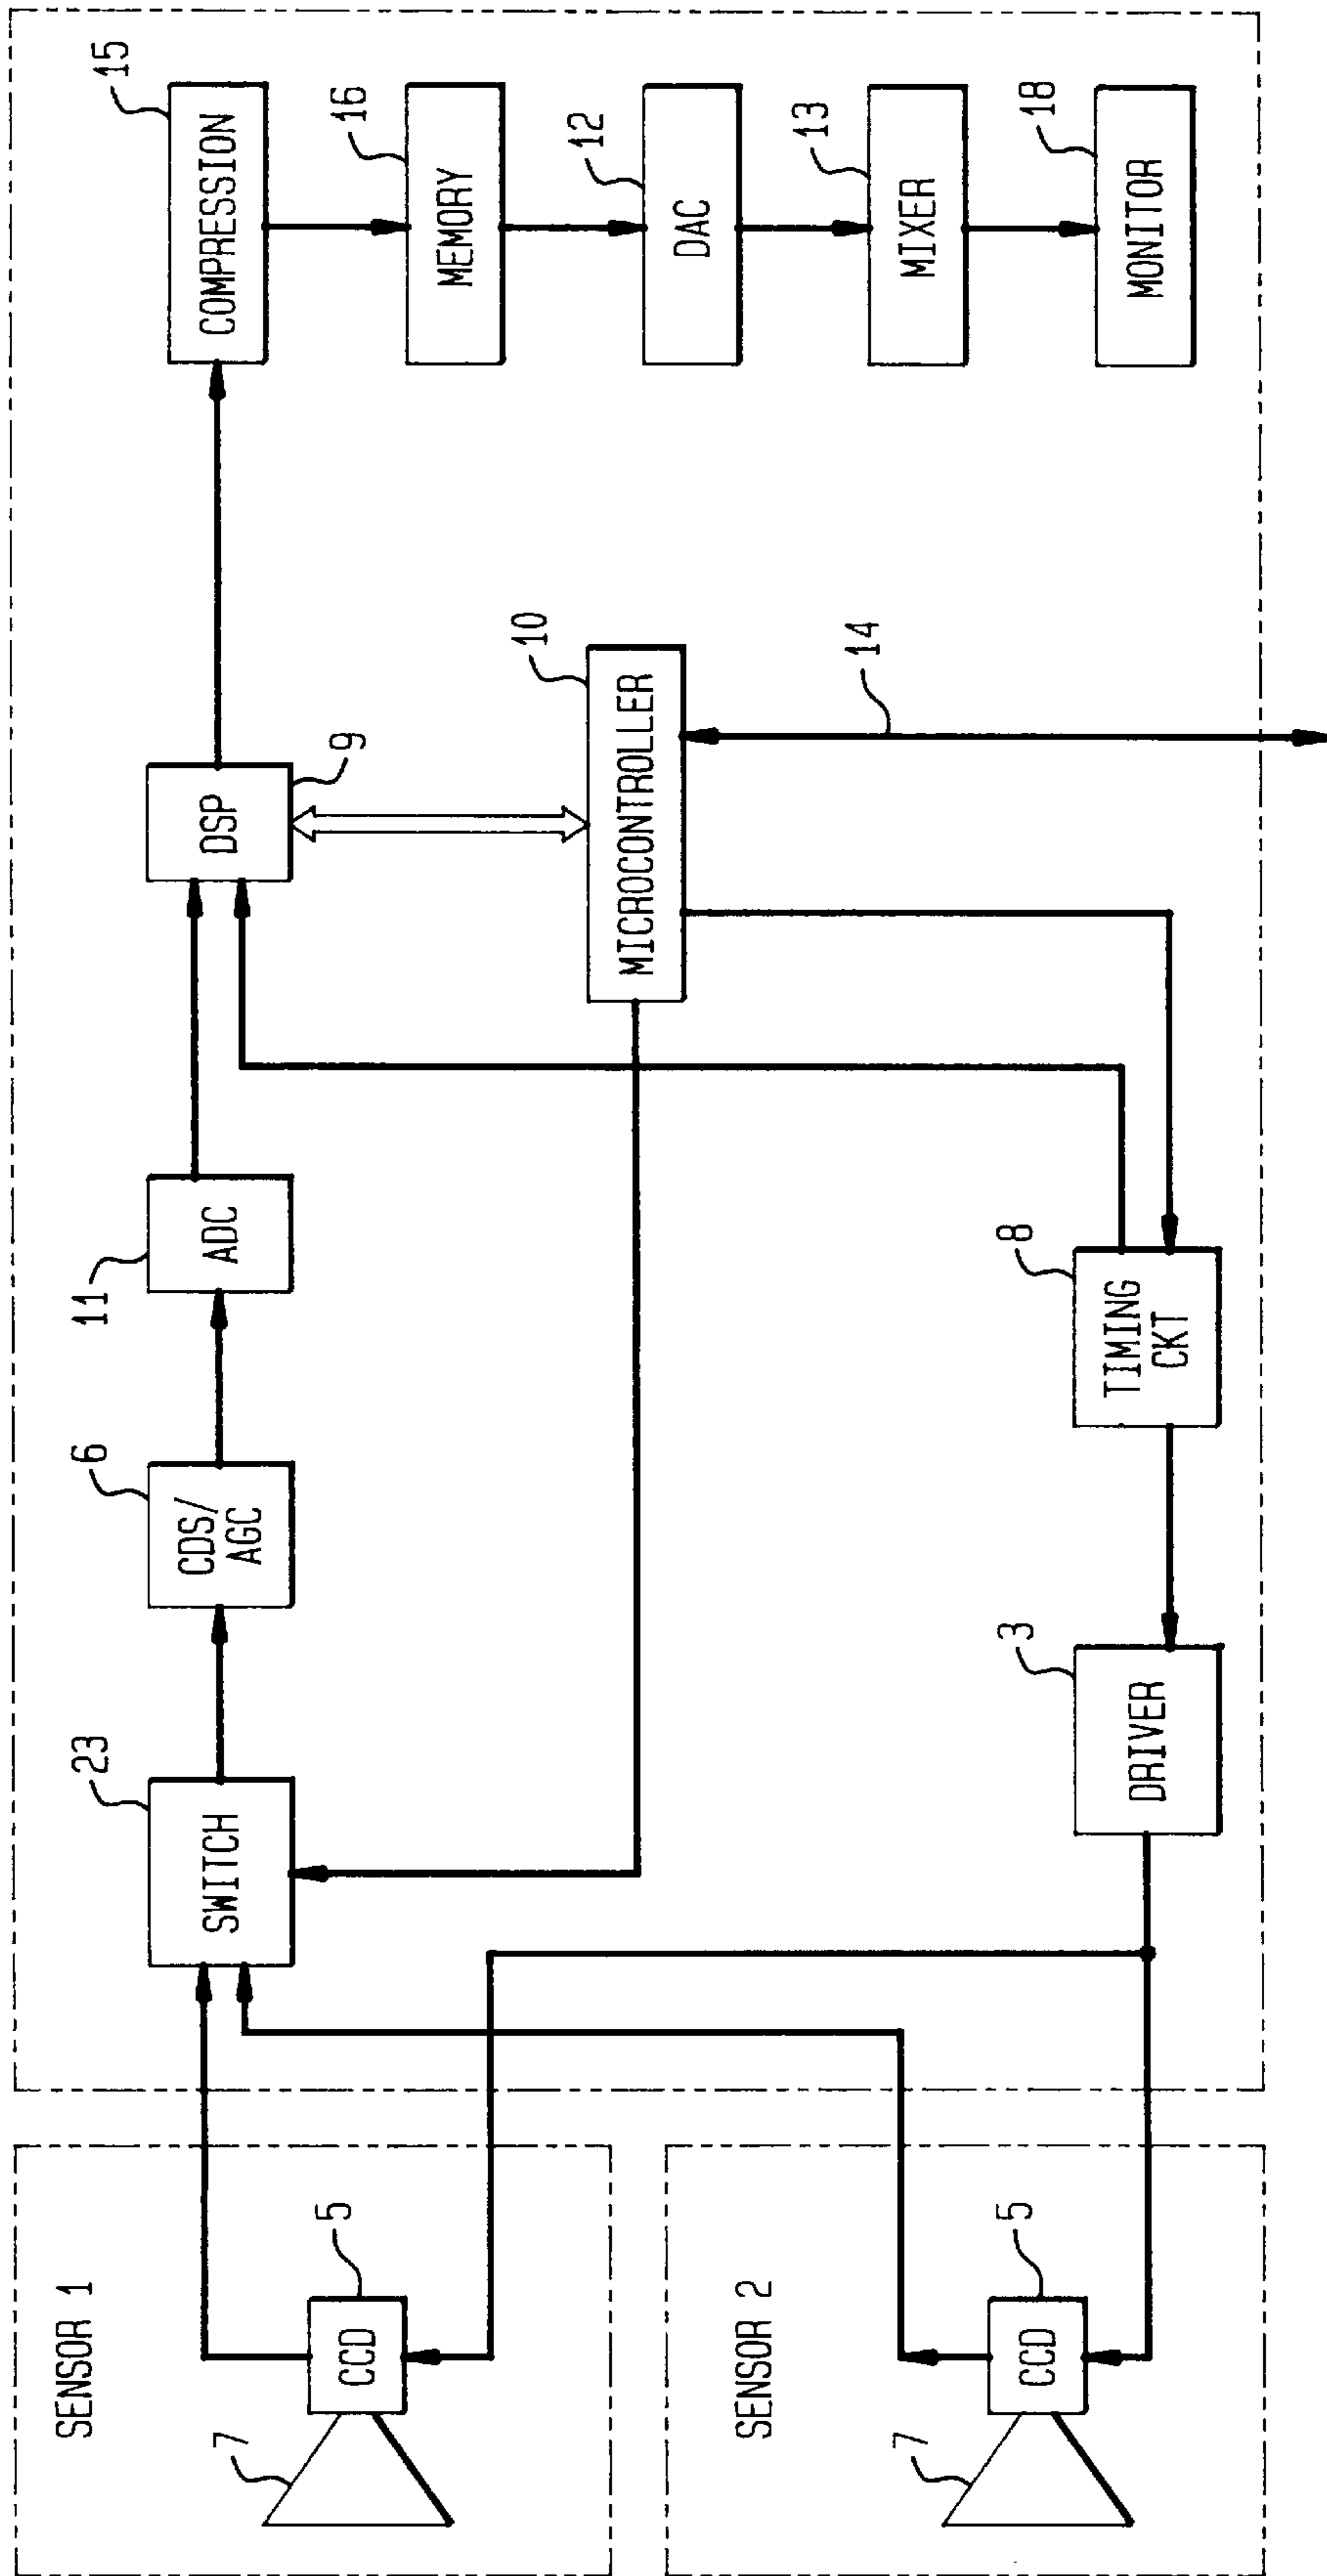 SENSOR 1
7
CCD
5
SENSOR 2
7
CCD
5
SWITCH
23
CDS/
AGC
6
ADC
11
DSP
9
COMPRESSION
15
MEMORY
16
DAC
12
MIXER
13
MONITOR
18
MICROCONTROLLER
10
14
TIMING
CKT
8
DRIVER
3